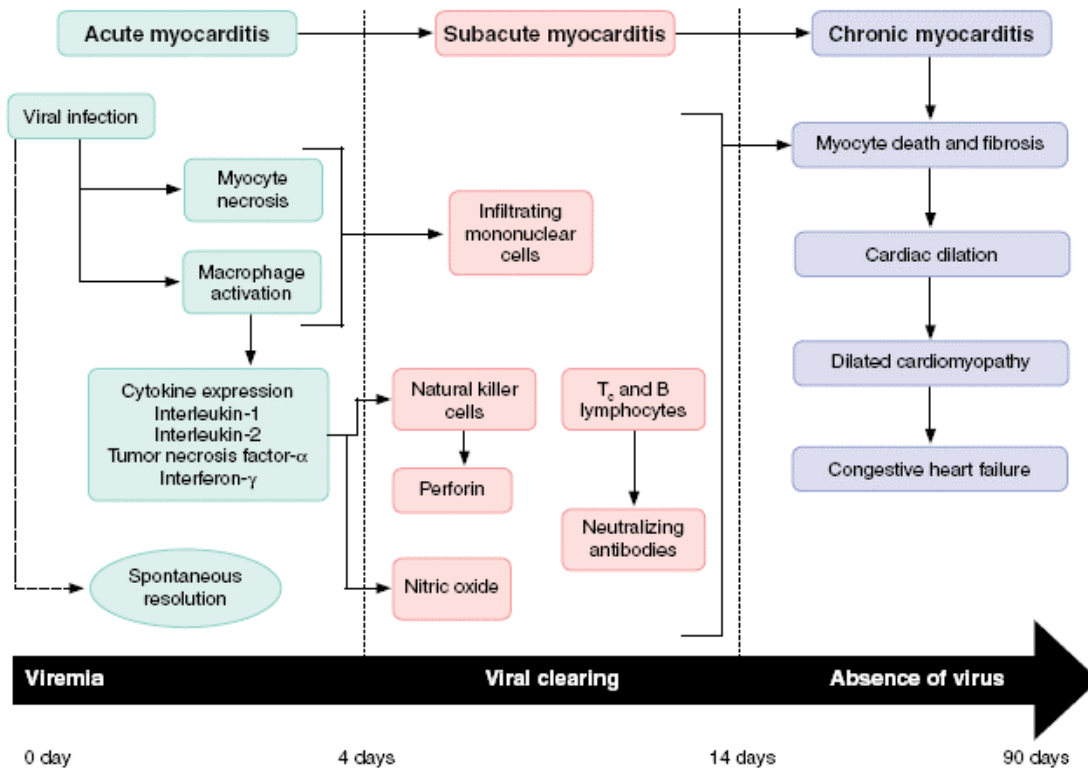 Acute myocarditis
Subacute myocarditis
Chronic myocarditis
Viral infection
Myocyte
necrosis
Macrophage
activation
Cytokine expression
Interleukin-1
Interleukin-2
Tumor necrosis factor-α
Interferon-γ
Spontaneous
resolution
Infiltrating
mononuclear
cells
Natural killer
cells
Perforin
Nitric oxide
Tc and B
lymphocytes
Neutralizing
antibodies
Myocyte death and fibrosis
Cardiac dilation
Dilated cardiomyopathy
Congestive heart failure
Viremia
Viral clearing
Absence of virus
0 day
4 days
14 days
90 days